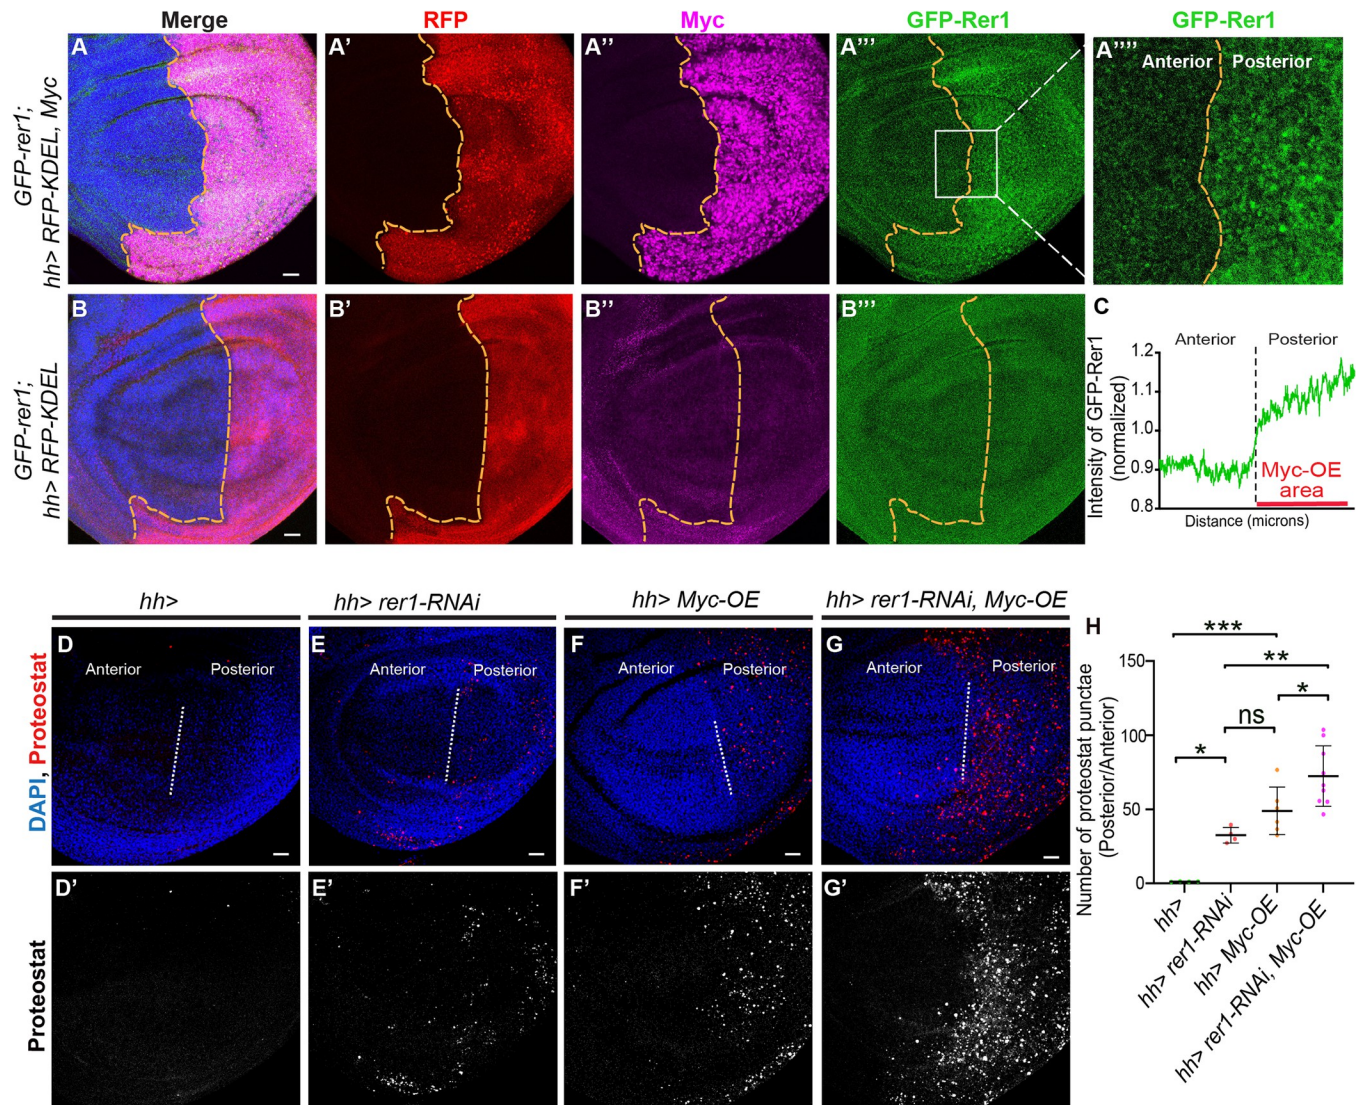 Merge RFP Myc GFP-Rer1 GFP-Rer1
GFP-rer1;
hh> RFP-KDEL, Myc
A A' A'' A''' A''''
Anterior Posterior
GFP-rer1;
hh> RFP-KDEL
B B' B'' B''' C
Anterior Posterior
Intensity of GFP-Rer1
(normalized)
1.2
1.1
1.0
0.9
0.8
Myc-OE
area
Distance (microns)
hh> hh> rer1-RNAi hh> Myc-OE hh> rer1-RNAi, Myc-OE
DAPI, Proteostat
D Anterior Posterior
E Anterior Posterior
F Anterior Posterior
G Anterior Posterior
Proteostat
D' E' F' G'
H
Number of proteostat punctae
(Posterior/Anterior)
150
100
50
0
***
**
*
ns
*
hh>
hh> rer1-RNAi
hh> Myc-OE
hh> rer1-RNAi, Myc-OE